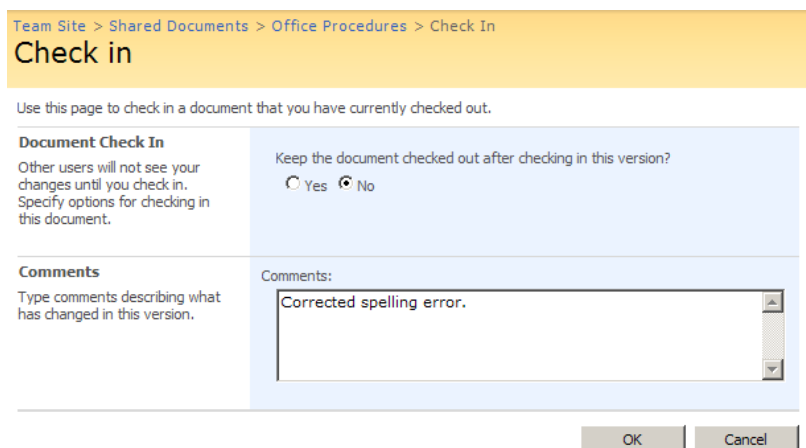 Team Site > Shared Documents > Office Procedures > Check In
Check in
Use this page to check in a document that you have currently checked out.
Document Check In
Other users will not see your
changes until you check in.
Specify options for checking in
this document.
Keep the document checked out after checking in this version?
Yes No
Comments
Type comments describing what
has changed in this version.
Comments:
Corrected spelling error.
OK Cancel